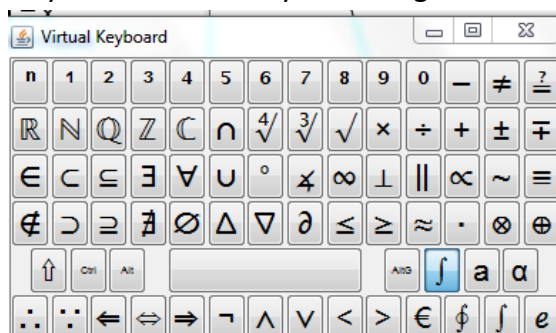 Virtual Keyboard
n 1 2 3 4 5 6 7 8 9 0 — ≠ ≟
ℝ ℕ ℚ ℤ ℂ ∩ ∜ ∛ √ × ÷ + ± ∓
∈ ⊂ ⊆ ∃ ∀ ∪ ° ∡ ∞ ⊥ ∥ ∝ ~ ≡
∉ ⊃ ⊇ ∄ ∅ ∆ ∇ ∂ ≤ ≥ ≈ · ⊗ ⊕
⇧ Ctrl Alt AltG ∫ a α
∴ ∵ ⇐ ⇔ ⇒ ¬ ∧ ∨ < > € ∮ ∫ e